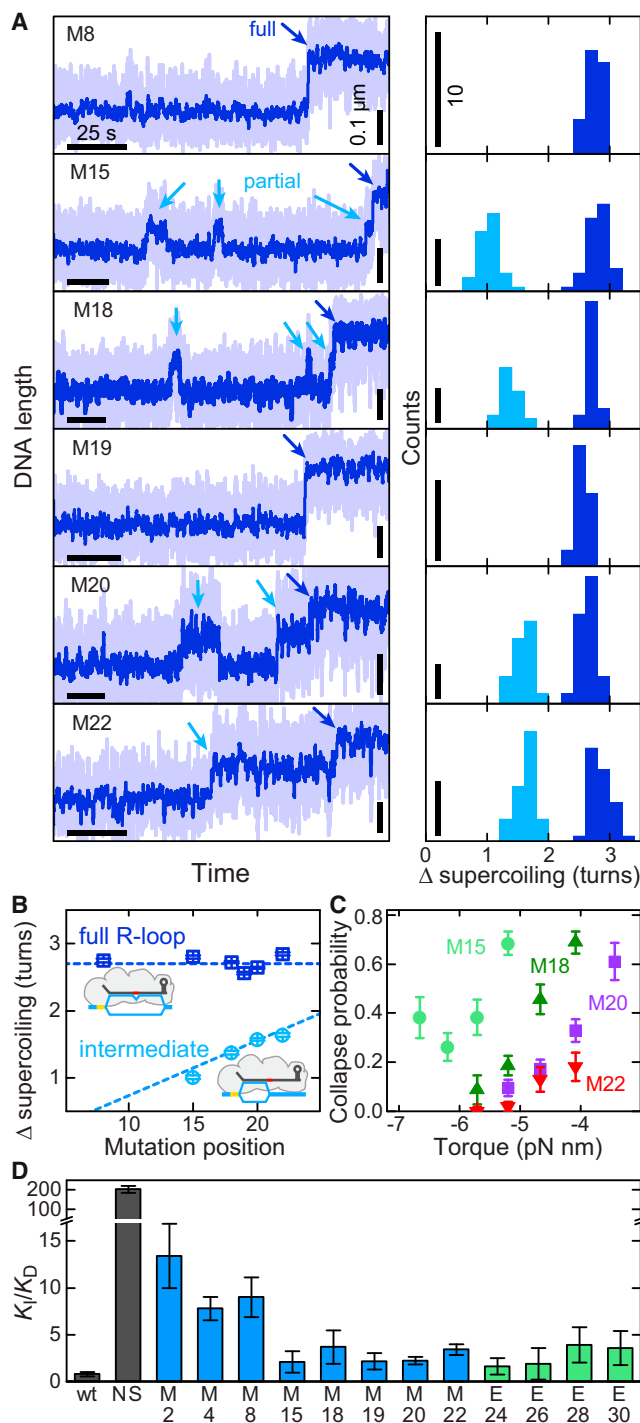 A
M8
full
25 s
0.1 µm
10
M15
partial
M18
M19
M20
M22
DNA length
Counts
Time
0 1 2 3
Δ supercoiling (turns)
B
full R-loop
intermediate
3
2
1
Δ supercoiling (turns)
10 15 20
Mutation position
C
M15
M18
M20
M22
0.8
0.6
0.4
0.2
0.0
Collapse probability
-7 -6 -5 -4
Torque (pN nm)
D
200
100
15
10
5
0
KI/KD
wt NS M M M M M M M M E E E E
2 4 8 15 18 19 20 22 24 26 28 30